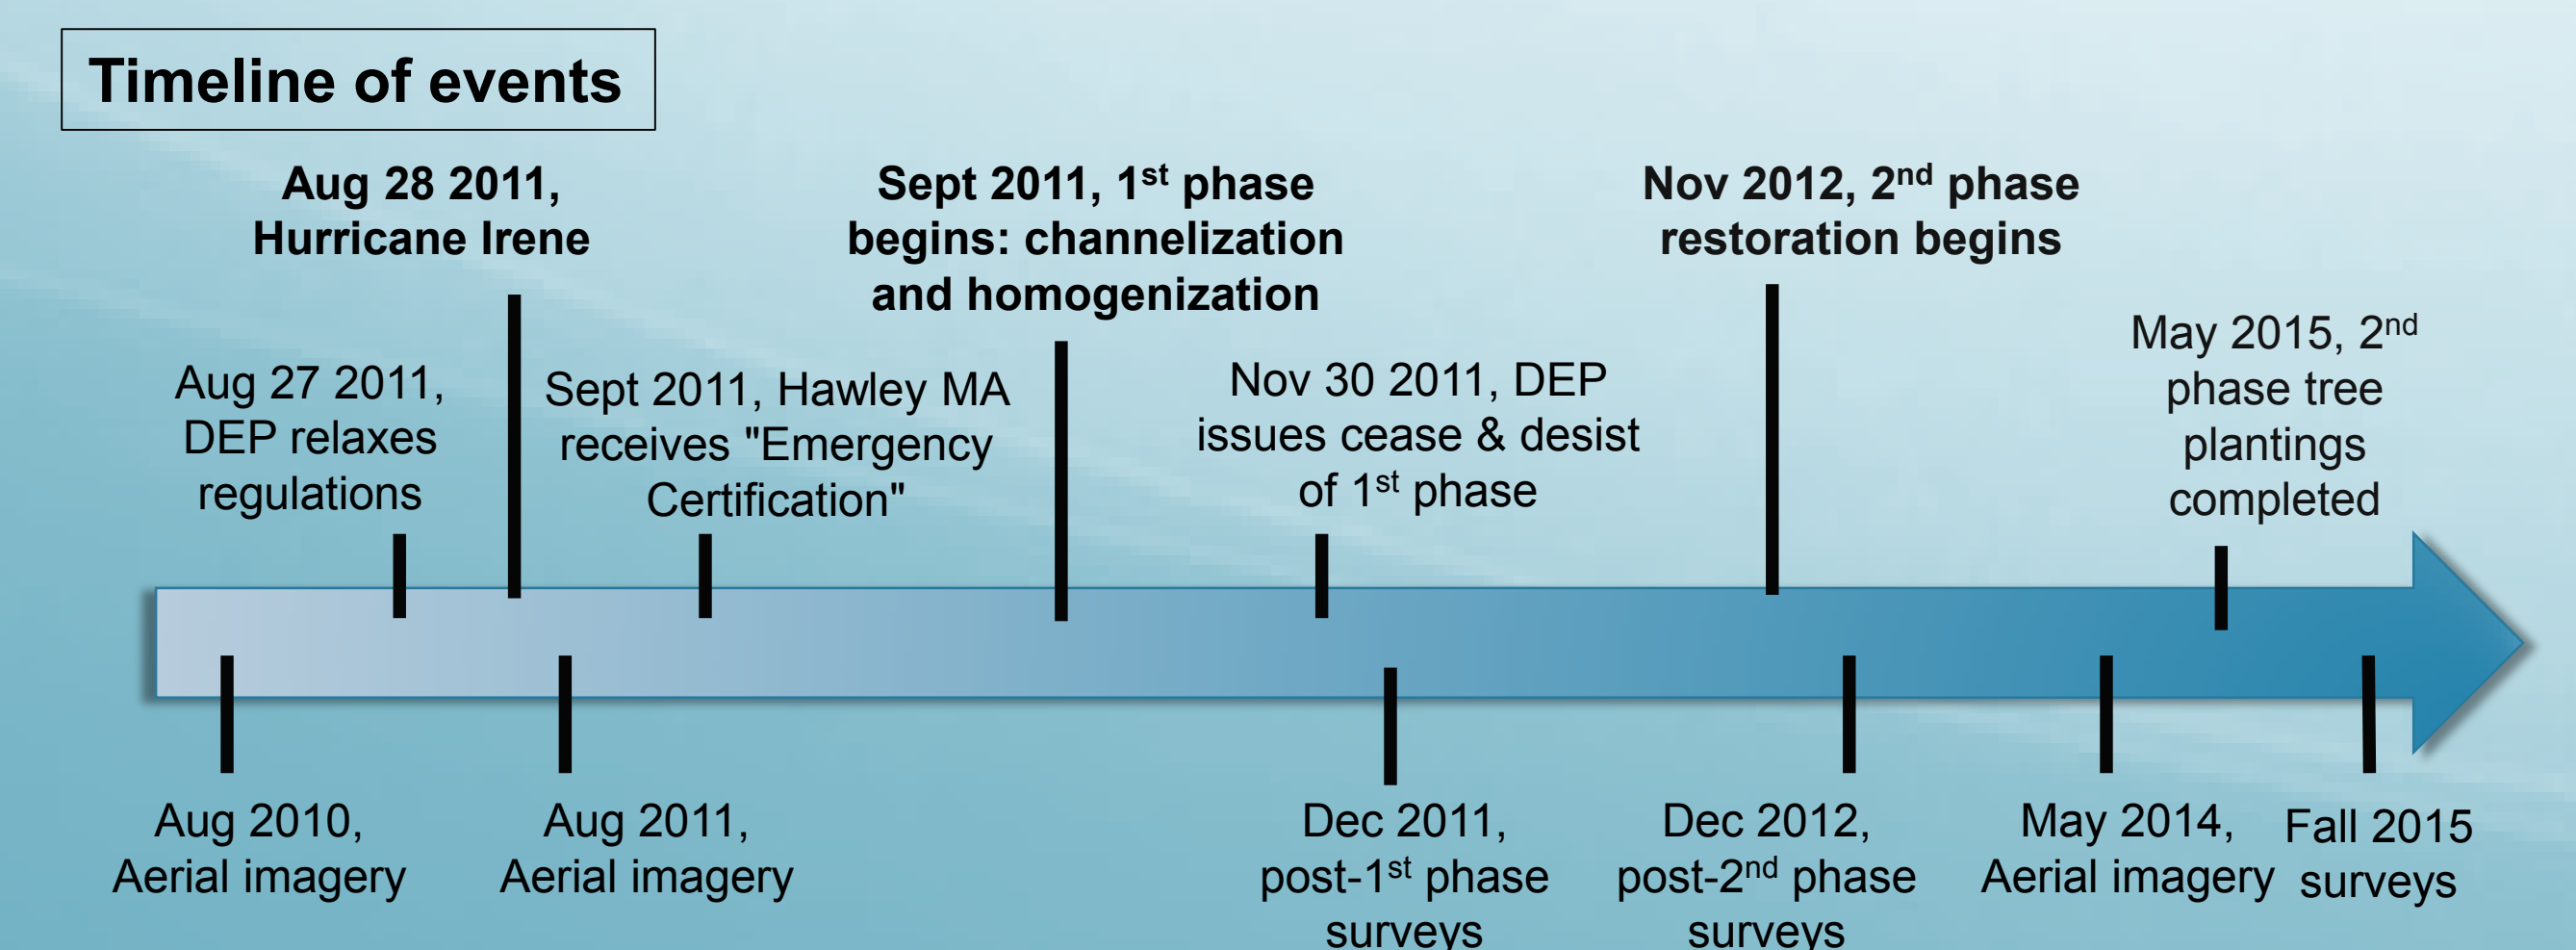 Timeline of events
Aug 28 2011,
Hurricane Irene
Sept 2011, 1st phase
begins: channelization
and homogenization
Nov 2012, 2nd phase
restoration begins
Aug 27 2011,
DEP relaxes
regulations
Sept 2011, Hawley MA
receives "Emergency
Certification"
Nov 30 2011, DEP
issues cease & desist
of 1st phase
May 2015, 2nd
phase tree
plantings
completed
Aug 2010,
Aerial imagery
Aug 2011,
Aerial imagery
Dec 2011,
post-1st phase
surveys
Dec 2012,
post-2nd phase
surveys
May 2014,
Aerial imagery
Fall 2015
surveys